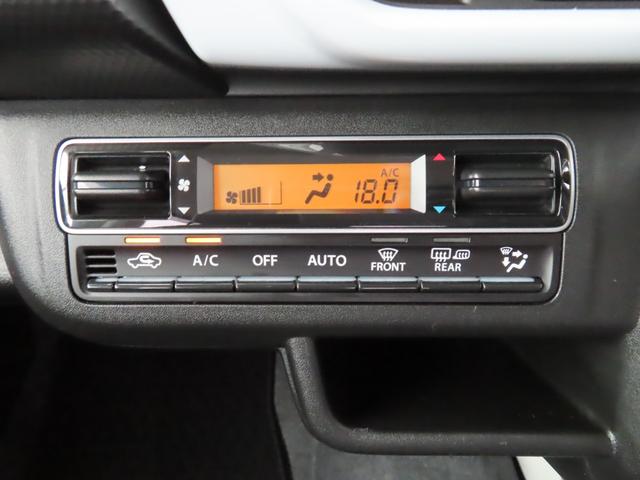 A/C
18.0
A/C OFF AUTO FRONT REAR